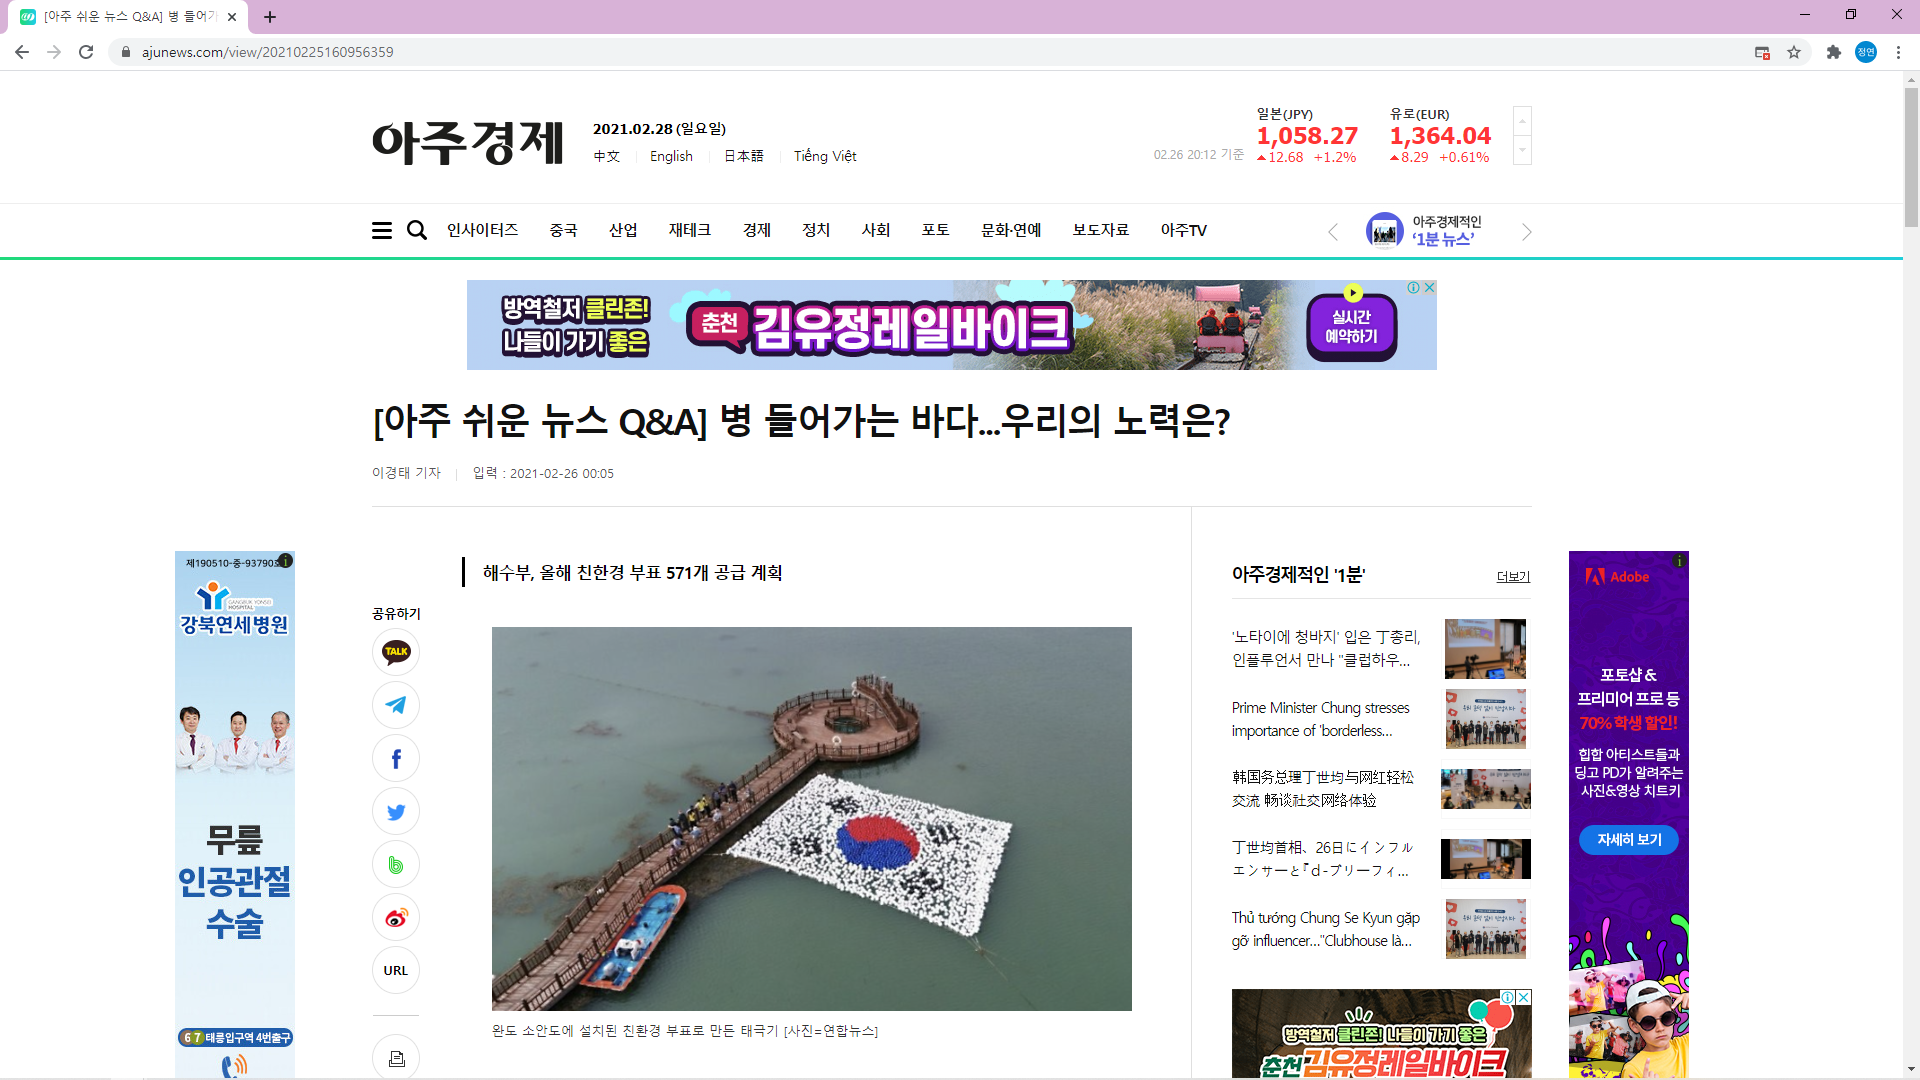 [아주 쉬운 뉴스 Q&A] 병 들어가
ajunews.com/view/20210225160956359
정연
아주경제
2021.02.28 (일요일)
中文
English
日本語
Tiếng Việt
02.26 20:12 기준
일본(JPY)
1,058.27
12.68 +1.2%
유로(EUR)
1,364.04
8.29 +0.61%
인사이터즈
중국
산업
재테크
경제
정치
사회
포토
문화·연예
보도자료
아주TV
아주경제적인
‘1분 뉴스’
방역철저 클린존!
나들이 가기 좋은
춘천 김유정레일바이크
실시간
예약하기
[아주 쉬운 뉴스 Q&A] 병 들어가는 바다...우리의 노력은?
이경태 기자
입력 : 2021-02-26 00:05
해수부, 올해 친한경 부표 571개 공급 계획
공유하기
TALK
URL
완도 소안도에 설치된 친환경 부표로 만든 태극기 [사진=연합뉴스]
아주경제적인 '1분'
더보기
'노타이에 청바지' 입은 丁총리,
인플루언서 만나 "클럽하우...
Prime Minister Chung stresses
importance of 'borderless...
韩国务总理丁世均与网红轻松
交流 畅谈社交网络体验
丁世均首相、26日にインフル
エンサーと『ｄ-ブリーフィ...
Thủ tướng Chung Se Kyun gặp
gỡ influencer..."Clubhouse là...
방역철저 클린존! 나들이 가기 좋은
춘천 김유정레일바이크
제190510-중-93790호
GANGBUK YONSEI
HOSPITAL
강북연세병원
무릎
인공관절
수술
6 7 태릉입구역 4번출구
Adobe
포토샵 &
프리미어 프로 등
70% 학생 할인!
힙합 아티스트들과
딩고 PD가 알려주는
사진&영상 치트키
자세히 보기